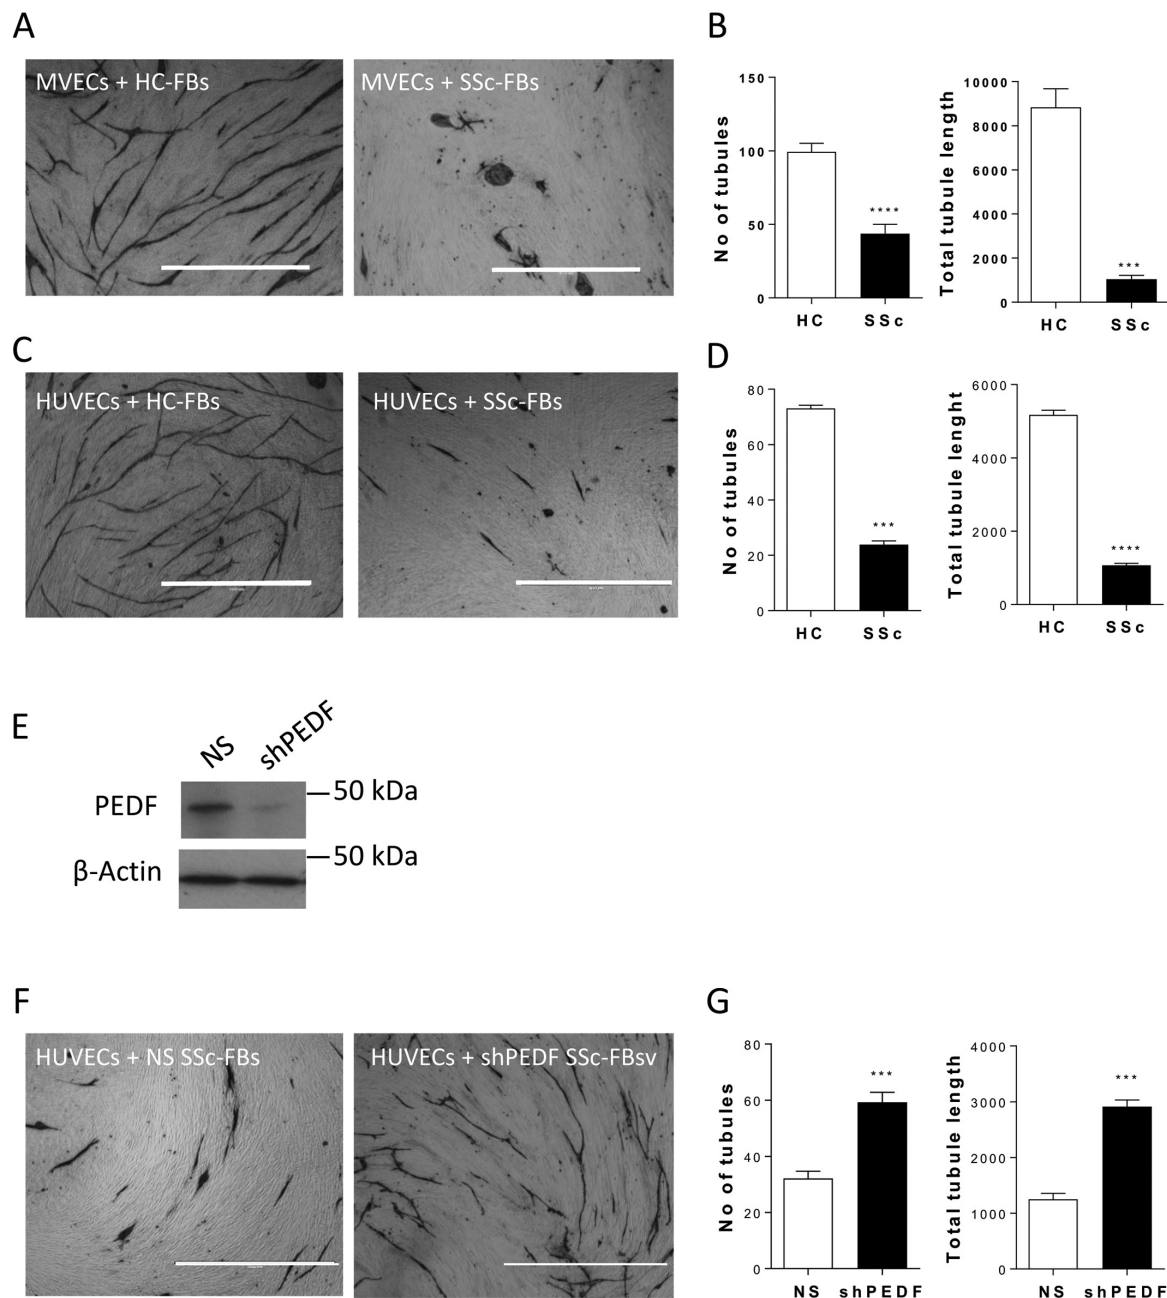 A
MVECs + HC-FBs
MVECs + SSc-FBs
B
No of tubules
150
100
50
0
****
HC
SSc
Total tubule length
10000
8000
6000
4000
2000
0
***
HC
SSc
C
HUVECs + HC-FBs
HUVECs + SSc-FBs
D
No of tubules
80
60
40
20
0
***
HC
SSc
Total tubule lenght
6000
4000
2000
0
****
HC
SSc
E
NS
shPEDF
PEDF
50 kDa
β-Actin
50 kDa
F
HUVECs + NS SSc-FBs
HUVECs + shPEDF SSc-FBsv
G
No of tubules
80
60
40
20
0
***
NS
shPEDF
Total tubule length
4000
3000
2000
1000
0
***
NS
shPEDF